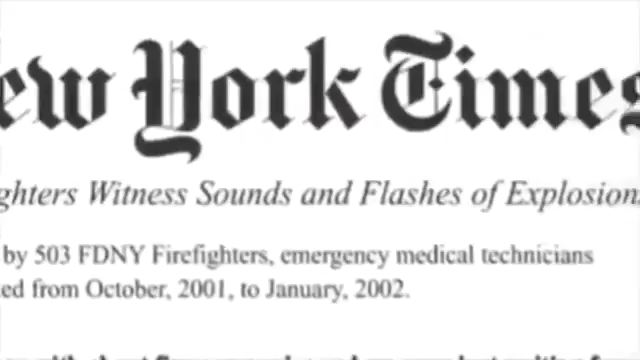 ew York Times
ghters Witness Sounds and Flashes of Explosion
by 503 FDNY Firefighters, emergency medical technicians
ed from October, 2001, to January, 2002.